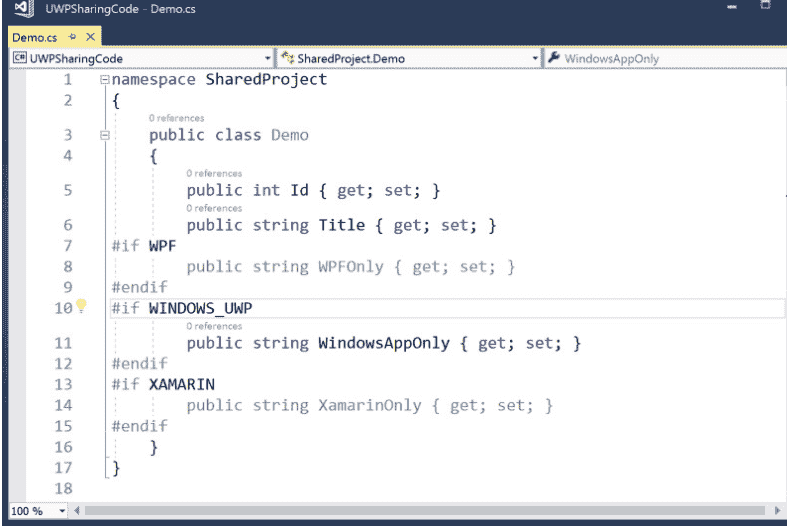 UWPSharingCode - Demo.cs
Demo.cs
C# UWPSharingCode SharedProject.Demo WindowsAppOnly
1 namespace SharedProject
2 {
0 references
3 public class Demo
4 {
0 references
5 public int Id { get; set; }
0 references
6 public string Title { get; set; }
7 #if WPF
8 public string WPFOnly { get; set; }
9 #endif
10 #if WINDOWS_UWP
0 references
11 public string WindowsAppOnly { get; set; }
12 #endif
13 #if XAMARIN
14 public string XamarinOnly { get; set; }
15 #endif
16 }
17 }
18
100 %